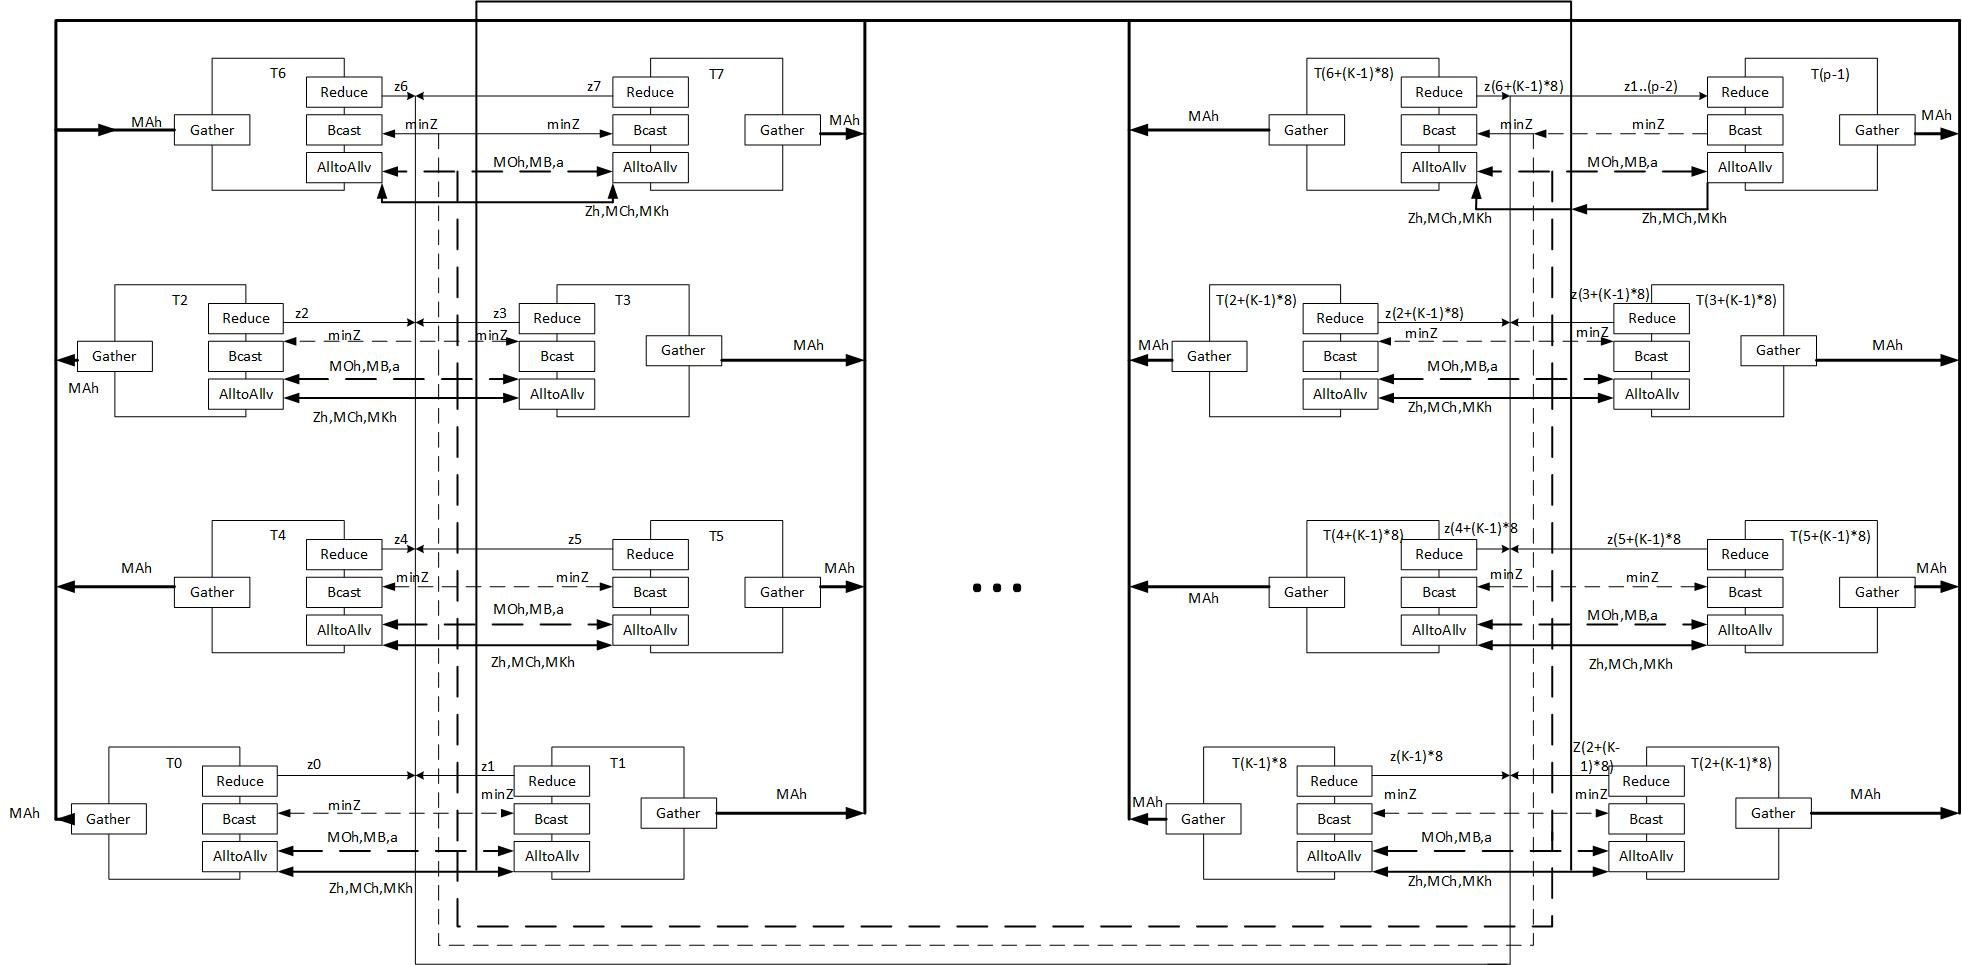 T6
T7
T(6+(K-1)*8)
T(p-1)
z6
z7
z(6+(K-1)*8)
z1..(p-2)
Reduce
Reduce
Reduce
Reduce
MAh
MAh
MAh
MAh
Gather
Bcast
minZ
minZ
Bcast
Gather
Gather
Bcast
minZ
minZ
Bcast
Gather
AlltoAllv
MOh,MB,a
AlltoAllv
AlltoAllv
MOh,MB,a
AlltoAllv
Zh,MCh,MKh
Zh,MCh,MKh
Zh,MCh,MKh
T2
T3
T(2+(K-1)*8)
z(3+(K-1)*8)
T(3+(K-1)*8)
Reduce
z2
z3
Reduce
Reduce
z(2+(K-1)*8)
Reduce
minZ
minZ
minZ
minZ
Gather
Bcast
Bcast
Gather
MAh
MAh
Gather
Bcast
Bcast
Gather
MAh
MAh
MOh,MB,a
MOh,MB,a
AlltoAllv
AlltoAllv
AlltoAllv
AlltoAllv
Zh,MCh,MKh
Zh,MCh,MKh
T4
T5
T(4+(K-1)*8)
z(4+(K-1)*8
T(5+(K-1)*8)
z4
z5
z(5+(K-1)*8
Reduce
Reduce
Reduce
Reduce
MAh
minZ
minZ
MAh
minZ
minZ
MAh
Gather
Bcast
Bcast
Gather
...
Gather
Bcast
Bcast
Gather
MAh
MOh,MB,a
MOh,MB,a
AlltoAllv
AlltoAllv
AlltoAllv
AlltoAllv
Zh,MCh,MKh
Zh,MCh,MKh
T0
z0
z1
T1
T(K-1)*8
z(K-1)*8
Z(2+(K-
1)*8)
T(2+(K-1)*8)
Reduce
Reduce
Reduce
Reduce
minZ
minZ
MAh
MAh
minZ
minZ
MAh
MAh
Gather
Bcast
Bcast
Gather
Gather
Bcast
Bcast
Gather
MOh,MB,a
MOh,MB,a
AlltoAllv
AlltoAllv
AlltoAllv
AlltoAllv
Zh,MCh,MKh
Zh,MCh,MKh